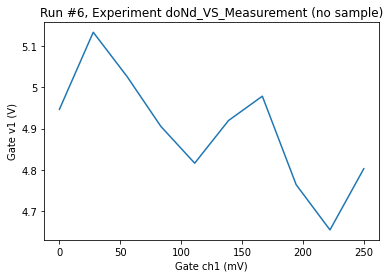 Run #6, Experiment doNd_VS_Measurement (no sample)
5.1
5
4.9
4.8
4.7
Gate v1 (V)
0 50 100 150 200 250
Gate ch1 (mV)